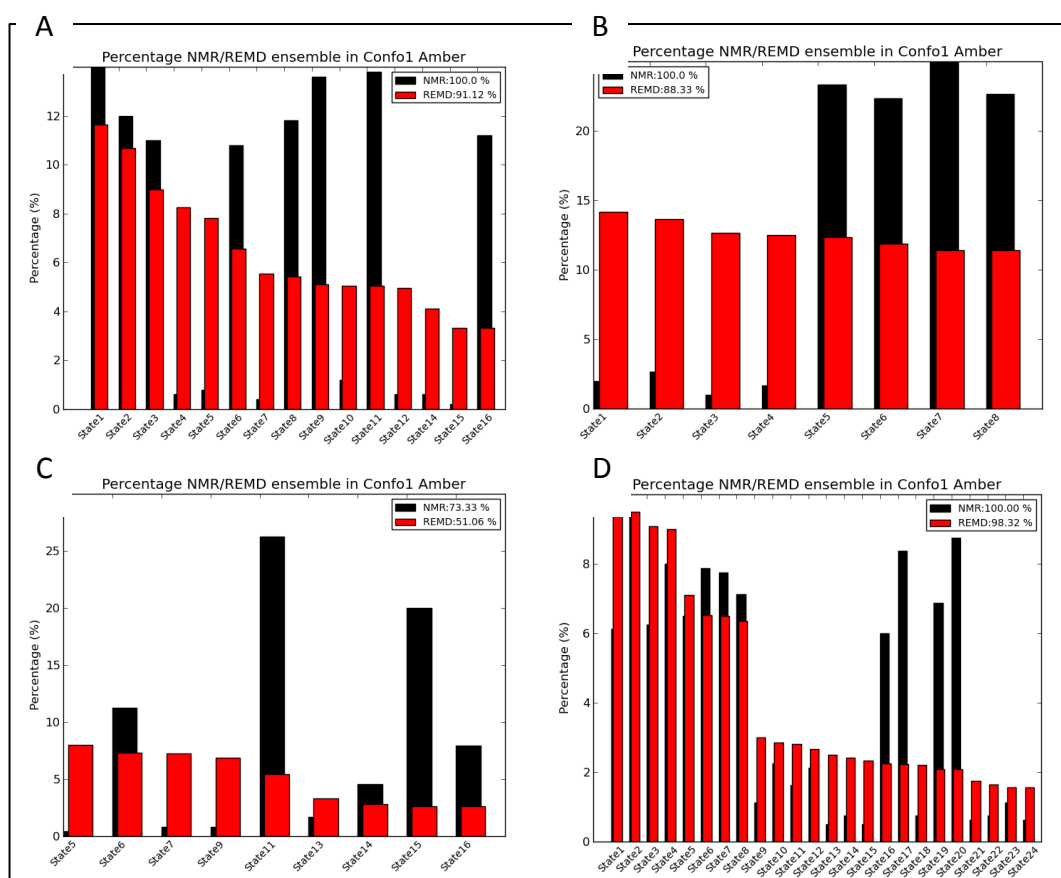 A
Percentage NMR/REMD ensemble in Confo1 Amber
NMR:100.0 %
REMD:91.12 %
Percentage (%)
12
10
8
6
4
2
0
State1 State2 State3 State4 State5 State6 State7 State8 State9 State10 State11 State12 State14 State15 State16
B
Percentage NMR/REMD ensemble in Confo1 Amber
NMR:100.0 %
REMD:88.33 %
Percentage (%)
20
15
10
5
0
State1 State2 State3 State4 State5 State6 State7 State8
C
Percentage NMR/REMD ensemble in Confo1 Amber
NMR:73.33 %
REMD:51.06 %
Percentage (%)
25
20
15
10
5
0
State5 State6 State7 State9 State11 State13 State14 State15 State16
D
Percentage NMR/REMD ensemble in Confo1 Amber
NMR:100.00 %
REMD:98.32 %
Percentage (%)
8
6
4
2
0
State1 State2 State3 State4 State5 State6 State7 State8 State9 State10 State11 State12 State13 State14 State15 State16 State17 State18 State19 State20 State21 State22 State23 State24